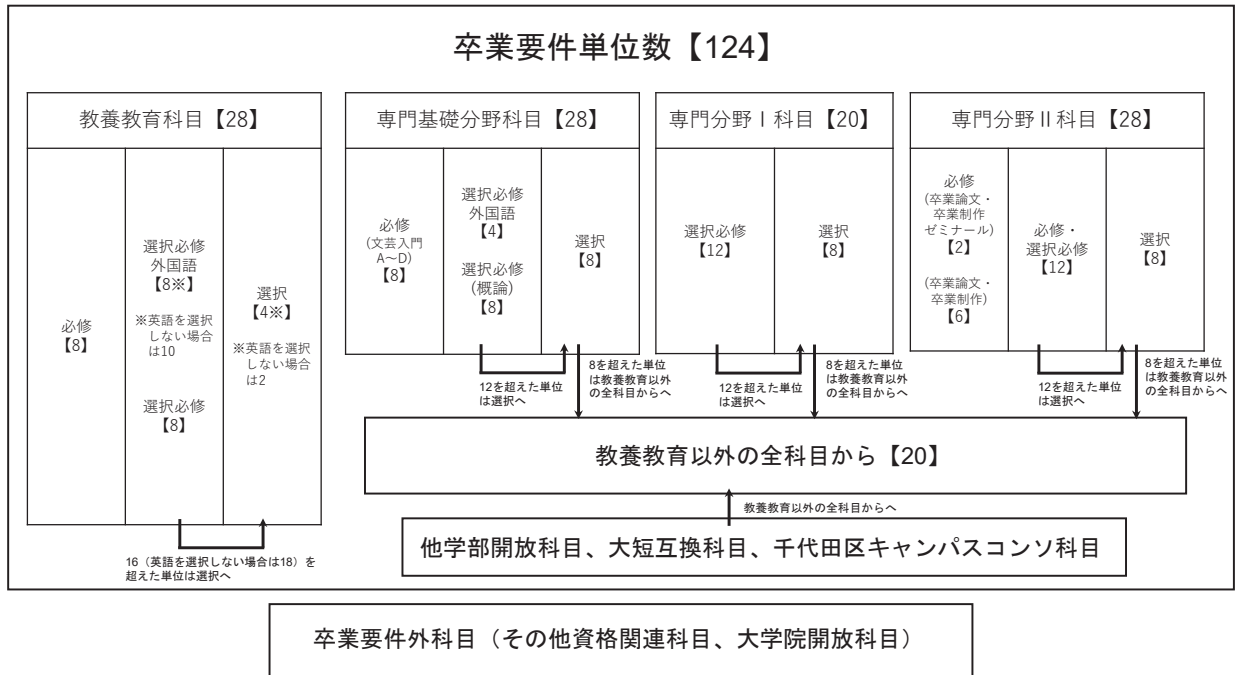 卒業要件単位数【124】
教養教育科目【28】
必修
【8】
選択必修
外国語
【8※】
※英語を選択
しない場合
は10
選択必修
【8】
選択
【4※】
※英語を選択
しない場合
は2
16（英語を選択しない場合は18）を
超えた単位は選択へ
専門基礎分野科目【28】
必修
(文芸入門
A～D)
【8】
選択必修
外国語
【4】
選択必修
(概論)
【8】
選択
【8】
12を超えた単位
は選択へ
8を超えた単位
は教養教育以外
の全科目からへ
専門分野Ⅰ科目【20】
選択必修
【12】
選択
【8】
12を超えた単位
は選択へ
8を超えた単位
は教養教育以外
の全科目からへ
専門分野Ⅱ科目【28】
必修
(卒業論文・
卒業制作
ゼミナール)
【2】
(卒業論文・
卒業制作)
【6】
必修・
選択必修
【12】
選択
【8】
12を超えた単位
は選択へ
8を超えた単位
は教養教育以外
の全科目からへ
教養教育以外の全科目から【20】
教養教育以外の全科目からへ
他学部開放科目、大短互換科目、千代田区キャンパスコンソ科目
卒業要件外科目（その他資格関連科目、大学院開放科目）